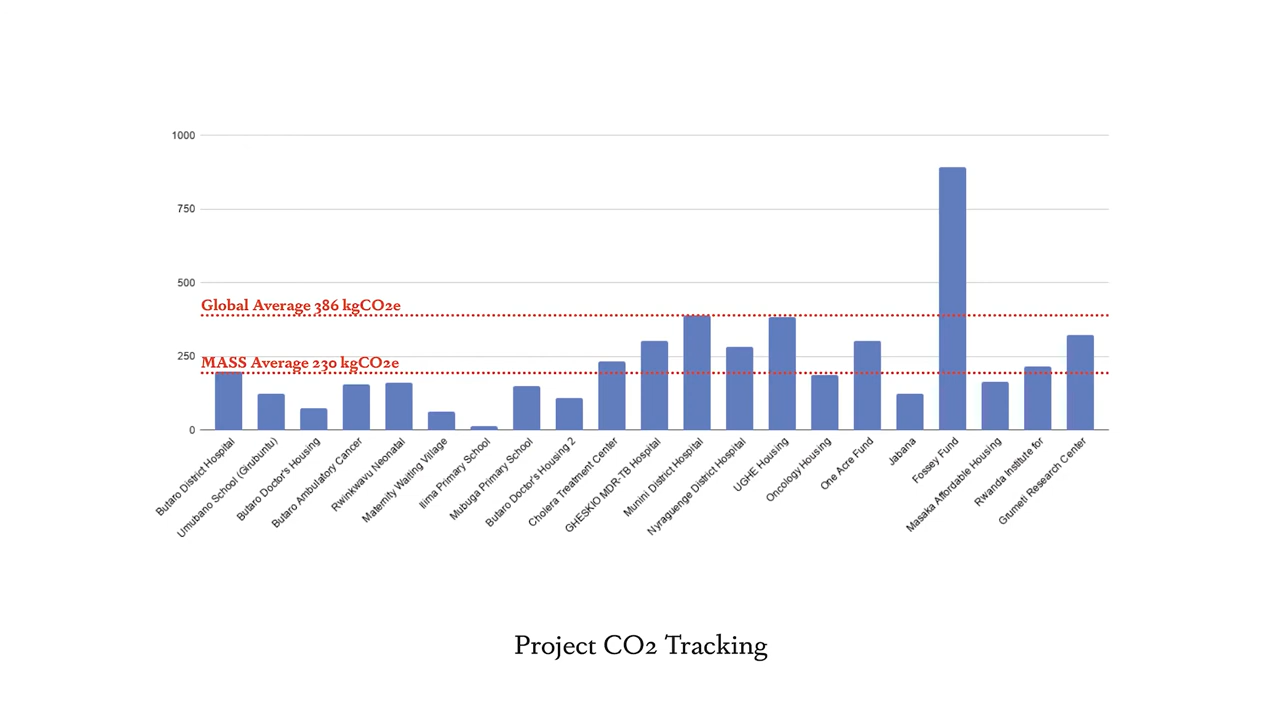 1000
750
500
Global Average 386 kgCO2e
250
MASS Average 230 kgCO2e
0
Butaro District Hospital
Umubano School (Girubuntu)
Butaro Doctor's Housing
Butaro Ambulatory Cancer
Rwinkwavu Neonatal
Maternity Waiting Village
Ilima Primary School
Mubuga Primary School
Butaro Doctor's Housing 2
Cholera Treatment Center
GHESKIO MDR-TB Hospital
Munini District Hospital
Nyraguenge District Hospital
UGHE Housing
Oncology Housing
One Acre Fund
Jabana
Fossey Fund
Masaka Affordable Housing
Rwanda Institute for
Grumeti Research Center
Project CO2 Tracking